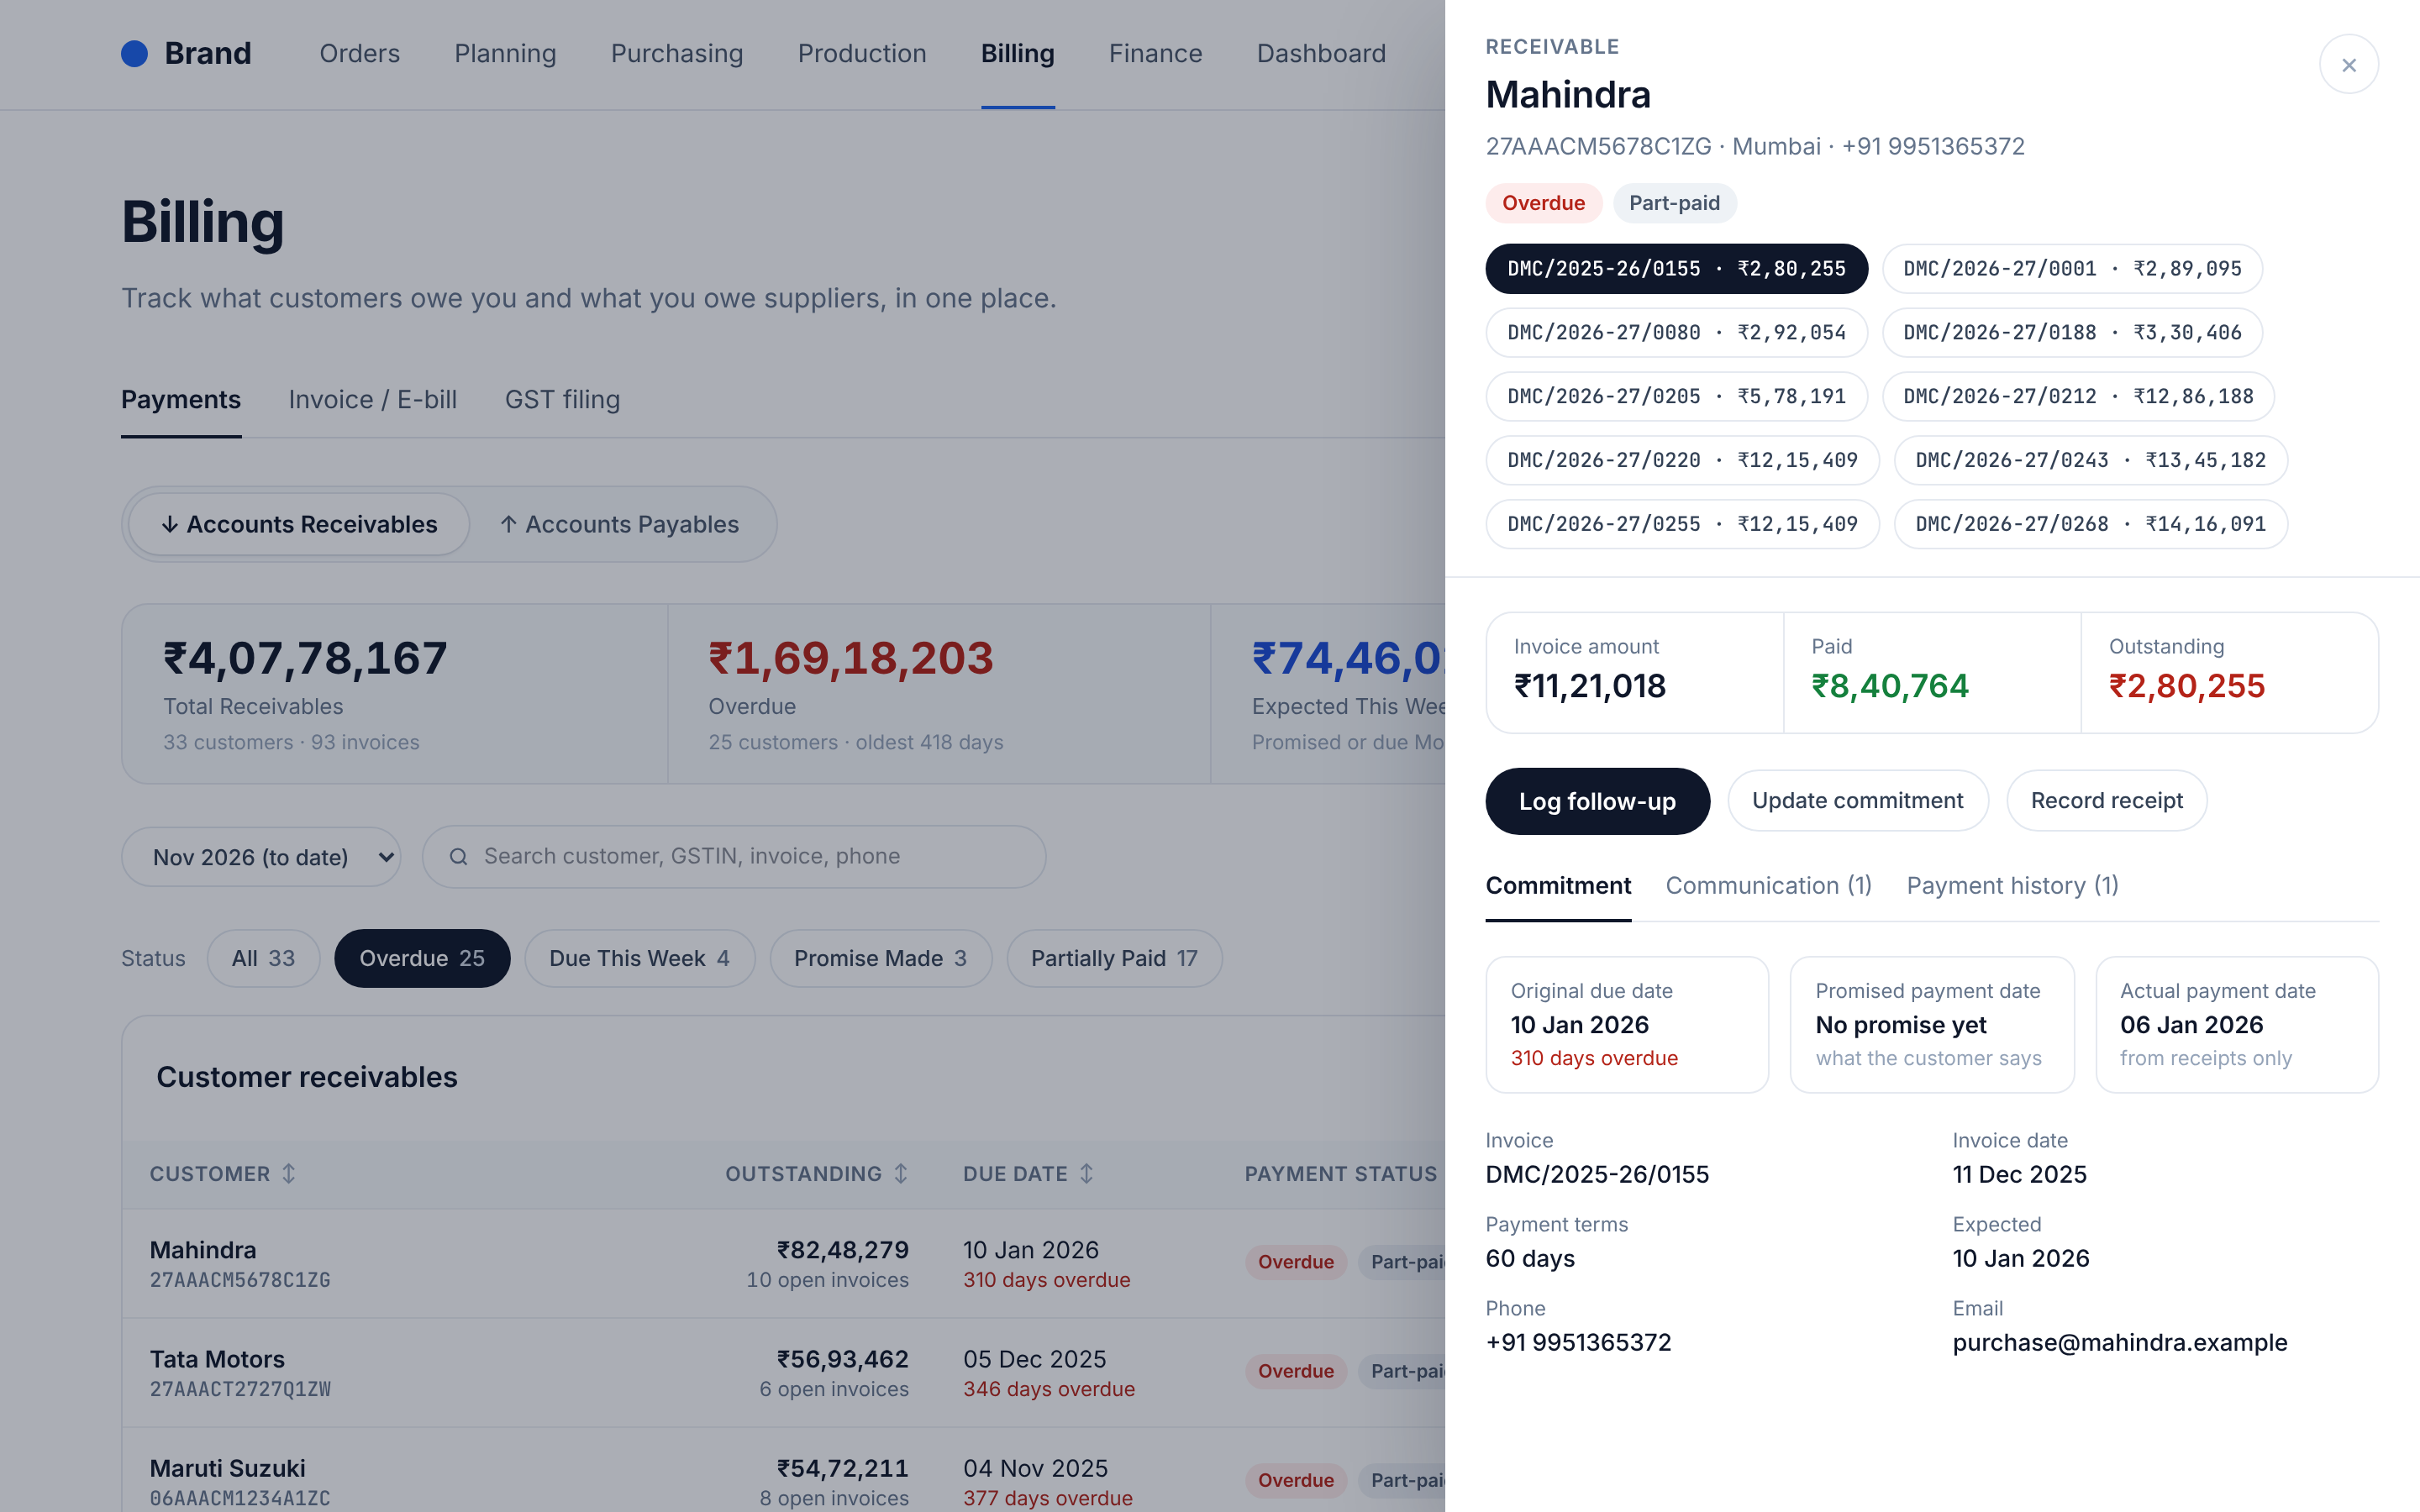 Brand Orders Planning Purchasing Production Billing Finance Dashboard
Billing
Track what customers owe you and what you owe suppliers, in one place.
Payments Invoice / E-bill GST filing
↓ Accounts Receivables ↑ Accounts Payables
₹4,07,78,167
Total Receivables
33 customers · 93 invoices
₹1,69,18,203
Overdue
25 customers · oldest 418 days
₹74,46,0
Expected This Wee
Promised or due Mo
Nov 2026 (to date)
Search customer, GSTIN, invoice, phone
Status All 33 Overdue 25 Due This Week 4 Promise Made 3 Partially Paid 17
Customer receivables
CUSTOMER OUTSTANDING DUE DATE PAYMENT STATUS
Mahindra ₹82,48,279 10 Jan 2026 Overdue Part-pai
27AAACM5678C1ZG 10 open invoices 310 days overdue
Tata Motors ₹56,93,462 05 Dec 2025 Overdue Part-pai
27AAACT2727Q1ZW 6 open invoices 346 days overdue
Maruti Suzuki ₹54,72,211 04 Nov 2025 Overdue Part-pai
06AAACM1234A1ZC 8 open invoices 377 days overdue
RECEIVABLE
Mahindra
27AAACM5678C1ZG · Mumbai · +91 9951365372
Overdue Part-paid
DMC/2025-26/0155 · ₹2,80,255 DMC/2026-27/0001 · ₹2,89,095
DMC/2026-27/0080 · ₹2,92,054 DMC/2026-27/0188 · ₹3,30,406
DMC/2026-27/0205 · ₹5,78,191 DMC/2026-27/0212 · ₹12,86,188
DMC/2026-27/0220 · ₹12,15,409 DMC/2026-27/0243 · ₹13,45,182
DMC/2026-27/0255 · ₹12,15,409 DMC/2026-27/0268 · ₹14,16,091
Invoice amount Paid Outstanding
₹11,21,018 ₹8,40,764 ₹2,80,255
Log follow-up Update commitment Record receipt
Commitment Communication (1) Payment history (1)
Original due date Promised payment date Actual payment date
10 Jan 2026 No promise yet 06 Jan 2026
310 days overdue what the customer says from receipts only
Invoice Invoice date
DMC/2025-26/0155 11 Dec 2025
Payment terms Expected
60 days 10 Jan 2026
Phone Email
+91 9951365372 purchase@mahindra.example